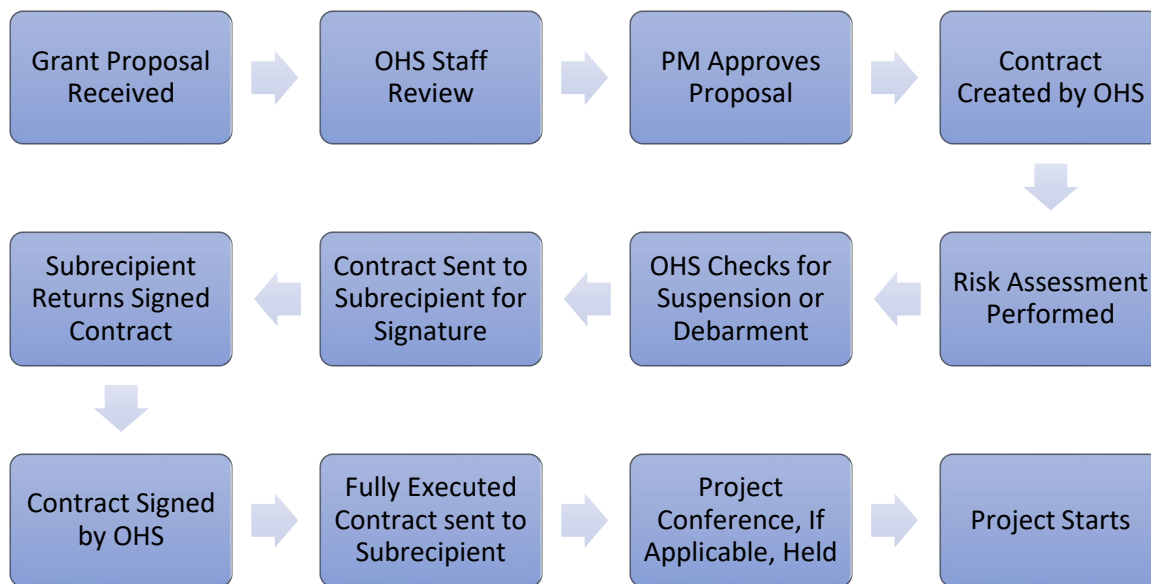 Grant Proposal
Received
OHS Staff
Review
PM Approves
Proposal
Contract
Created by OHS
Risk Assessment
Performed
OHS Checks for
Suspension or
Debarment
Contract Sent to
Subrecipient for
Signature
Subrecipient
Returns Signed
Contract
Contract Signed
by OHS
Fully Executed
Contract sent to
Subrecipient
Project
Conference, If
Applicable, Held
Project Starts